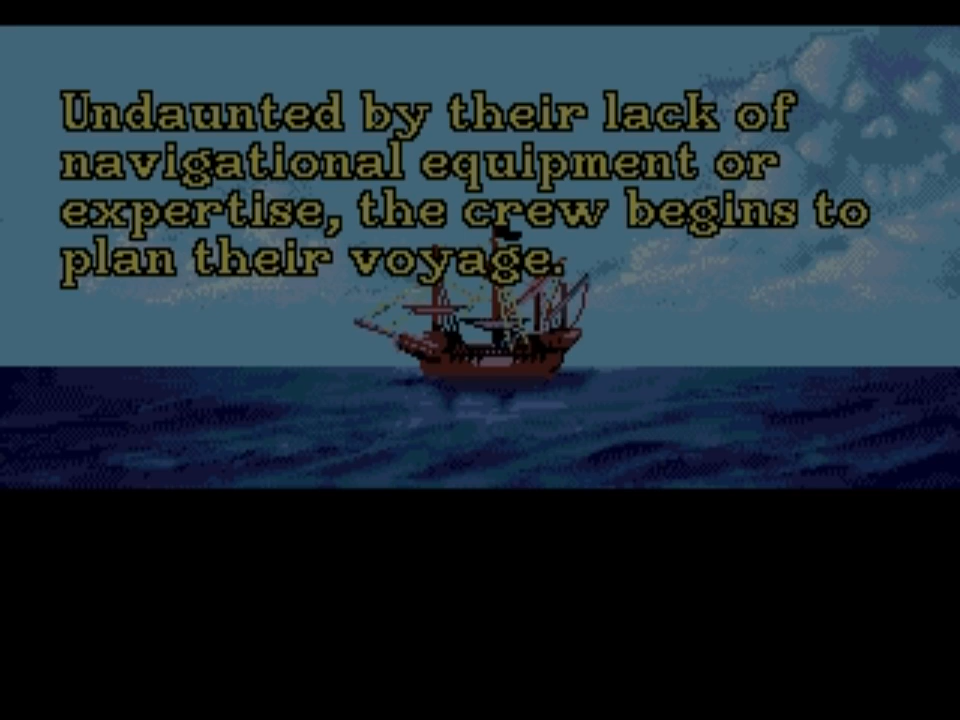 Undaunted by their lack of
navigational equipment or
expertise, the crew begins to
plan their voyage.